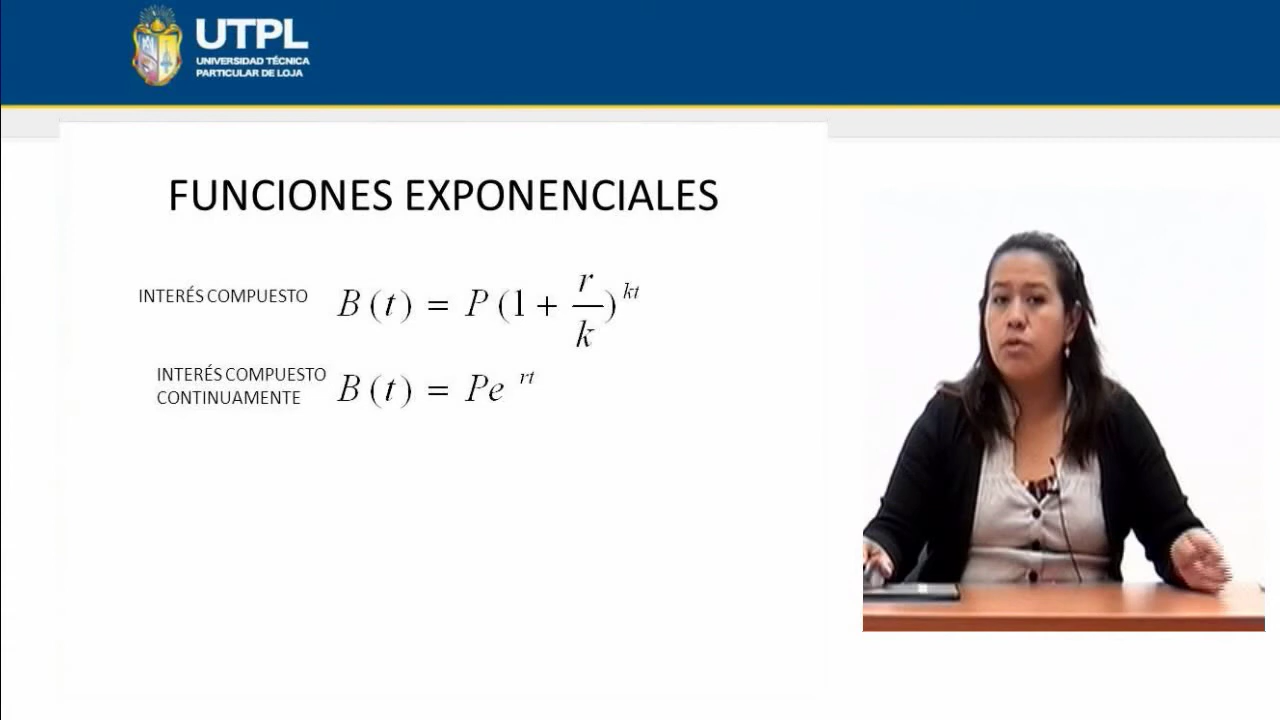 UTPL
UNIVERSIDAD TÉCNICA
PARTICULAR DE LOJA
FUNCIONES EXPONENCIALES
INTERÉS COMPUESTO B(t) = P(1 + r/k)^kt
INTERÉS COMPUESTO
CONTINUAMENTE B(t) = Pe^rt